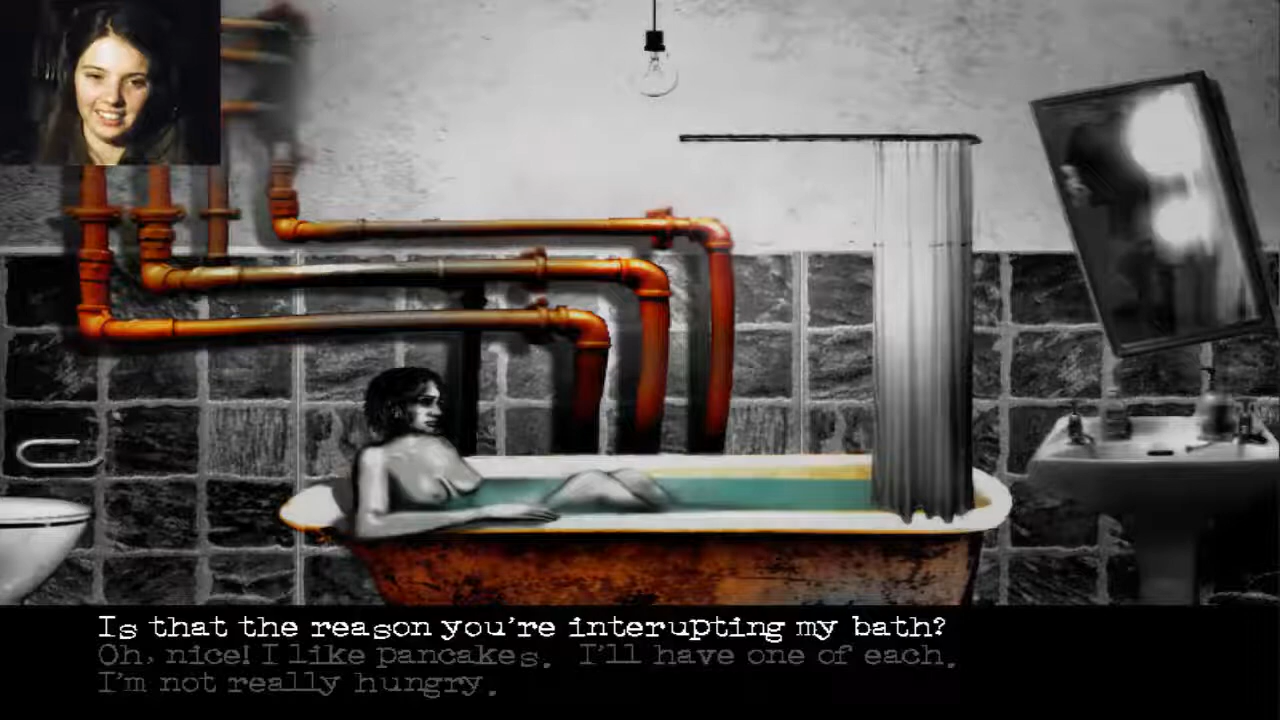 Is that the reason you're interupting my bath?
Oh, nice! I like pancakes. I'll have one of each.
I'm not really hungry.